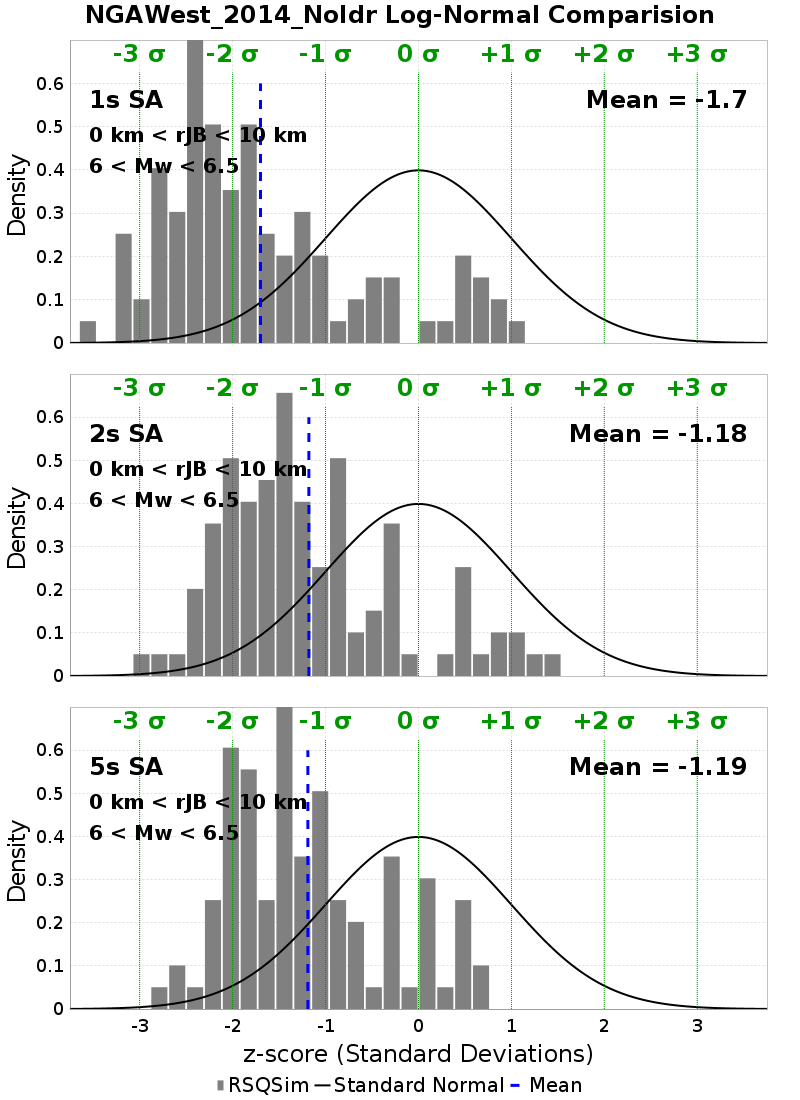 NGAWest_2014_NoIdr Log-Normal Comparision
-3 σ -2 σ -1 σ 0 σ +1 σ +2 σ +3 σ
1s SA
Mean = -1.7
0 km < rJB < 10 km
6 < Mw < 6.5
Density
0.6
0.5
0.4
0.3
0.2
0.1
0
-3 σ -2 σ -1 σ 0 σ +1 σ +2 σ +3 σ
2s SA
Mean = -1.18
0 km < rJB < 10 km
6 < Mw < 6.5
Density
0.6
0.5
0.4
0.3
0.2
0.1
0
-3 σ -2 σ -1 σ 0 σ +1 σ +2 σ +3 σ
5s SA
Mean = -1.19
0 km < rJB < 10 km
6 < Mw < 6.5
Density
0.6
0.5
0.4
0.3
0.2
0.1
0
-3 -2 -1 0 1 2 3
z-score (Standard Deviations)
RSQSim Standard Normal Mean